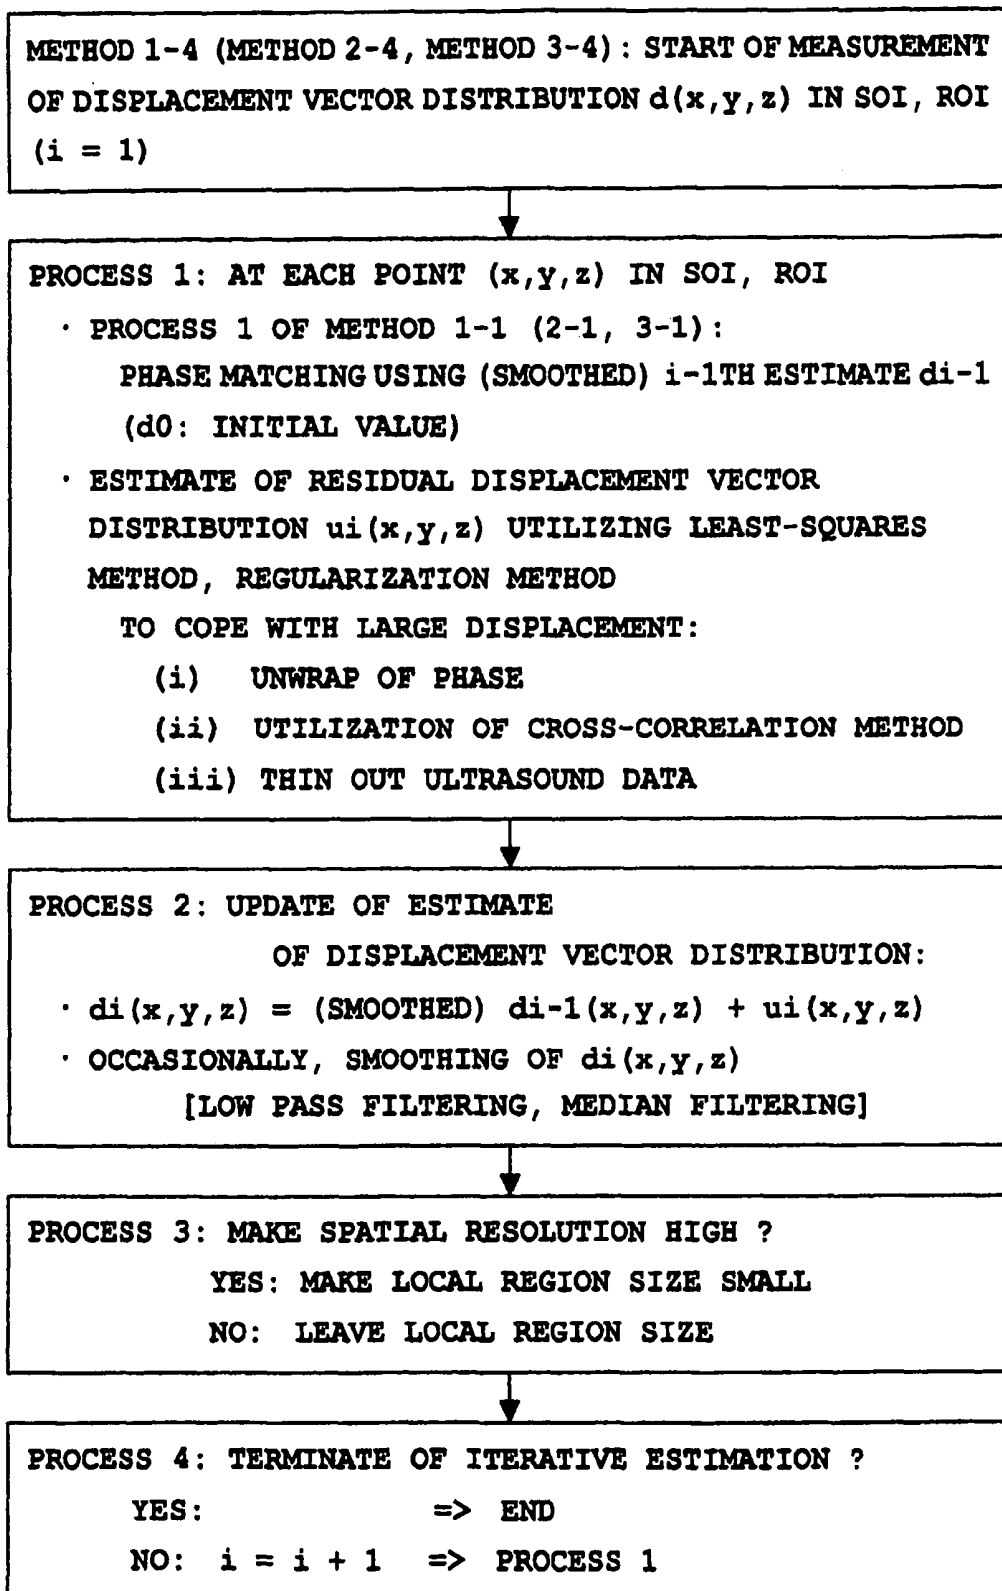 METHOD 1-4 (METHOD 2-4, METHOD 3-4) : START OF MEASUREMENT
OF DISPLACEMENT VECTOR DISTRIBUTION d(x,y,z) IN SOI, ROI
(i = 1)
PROCESS 1: AT EACH POINT (x,y,z) IN SOI, ROI
· PROCESS 1 OF METHOD 1-1 (2-1, 3-1) :
PHASE MATCHING USING (SMOOTHED) i-1TH ESTIMATE di-1
(d0: INITIAL VALUE)
· ESTIMATE OF RESIDUAL DISPLACEMENT VECTOR
DISTRIBUTION ui(x,y,z) UTILIZING LEAST-SQUARES
METHOD, REGULARIZATION METHOD
TO COPE WITH LARGE DISPLACEMENT:
(i) UNWRAP OF PHASE
(ii) UTILIZATION OF CROSS-CORRELATION METHOD
(iii) THIN OUT ULTRASOUND DATA
PROCESS 2: UPDATE OF ESTIMATE
OF DISPLACEMENT VECTOR DISTRIBUTION:
· di(x,y,z) = (SMOOTHED) di-1(x,y,z) + ui(x,y,z)
· OCCASIONALLY, SMOOTHING OF di(x,y,z)
[LOW PASS FILTERING, MEDIAN FILTERING]
PROCESS 3: MAKE SPATIAL RESOLUTION HIGH ?
YES: MAKE LOCAL REGION SIZE SMALL
NO: LEAVE LOCAL REGION SIZE
PROCESS 4: TERMINATE OF ITERATIVE ESTIMATION ?
YES: => END
NO: i = i + 1 => PROCESS 1